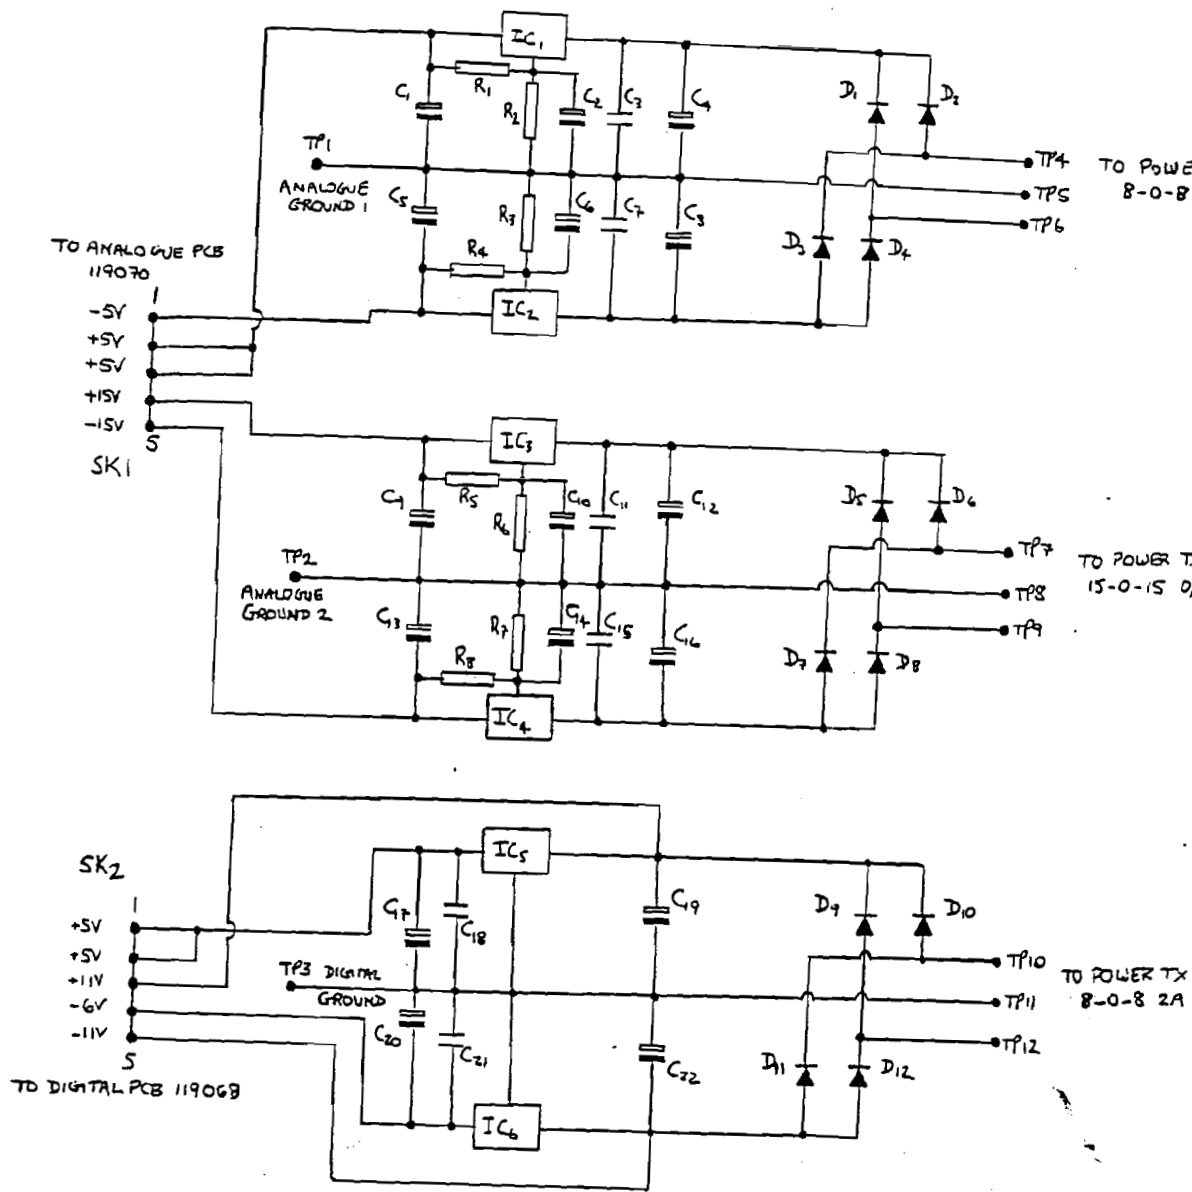 IC1
D1
D2
C1
R1
R2
C2
C3
C4
TP1
ANALOGUE
GROUND 1
TP4
TO POWE
8-0-8
TP5
TP6
C5
R3
C6
C7
C3
R4
D3
D4
TO ANALOGUE PCB
119070
1
-5V
+5V
+5V
+15V
-15V
5
SK1
IC2
IC3
C9
R5
R6
C10
C11
C12
D5
D6
TP2
ANALOGUE
GROUND 2
TP7
TO POWER TX
15-0-15
TP8
TP9
C13
R7
C14
C15
C16
R8
D7
D8
IC4
SK2
1
+5V
+5V
+11V
-6V
-11V
5
TO DIGITAL PCB 119068
IC5
C17
C18
C19
D9
D10
TP3 DIGITAL
GROUND
TP10
TO POWER TX
8-0-8 2A
TP11
TP12
C20
C21
C22
D11
D12
IC6